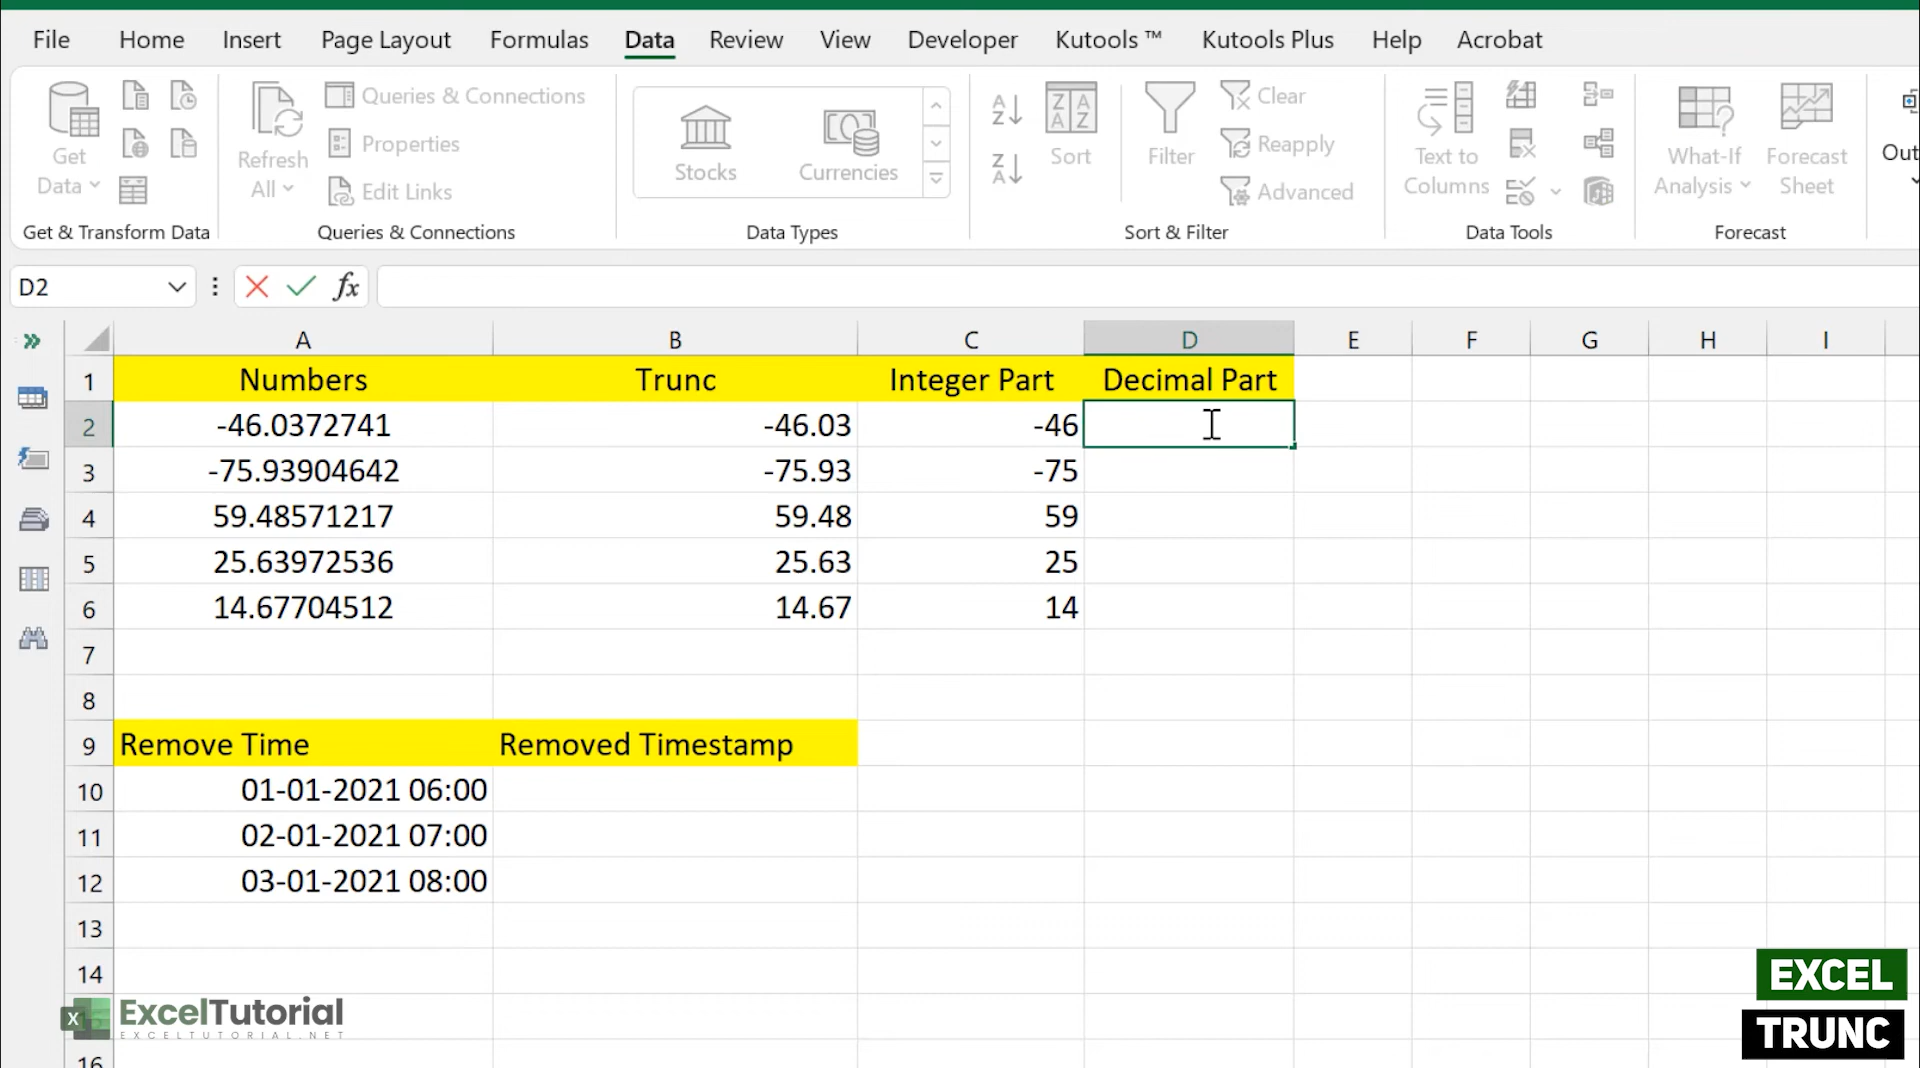 File Home Insert Page Layout Formulas Data Review View Developer Kutools ™ Kutools Plus Help Acrobat
Get Data
Refresh All
Queries & Connections
Properties
Edit Links
Stocks
Currencies
Sort
Filter
Clear
Reapply
Advanced
Text to Columns
What-If Analysis
Forecast Sheet
Out
Get & Transform Data Queries & Connections Data Types Sort & Filter Data Tools Forecast
D2 fx
A B C D E F G H I
1 Numbers Trunc Integer Part Decimal Part
2 -46.0372741 -46.03 -46
3 -75.93904642 -75.93 -75
4 59.48571217 59.48 59
5 25.63972536 25.63 25
6 14.67704512 14.67 14
7
8
9 Remove Time Removed Timestamp
10 01-01-2021 06:00
11 02-01-2021 07:00
12 03-01-2021 08:00
13
14
16
X ExcelTutorial
EXCELTUTORIAL.NET
EXCEL
TRUNC